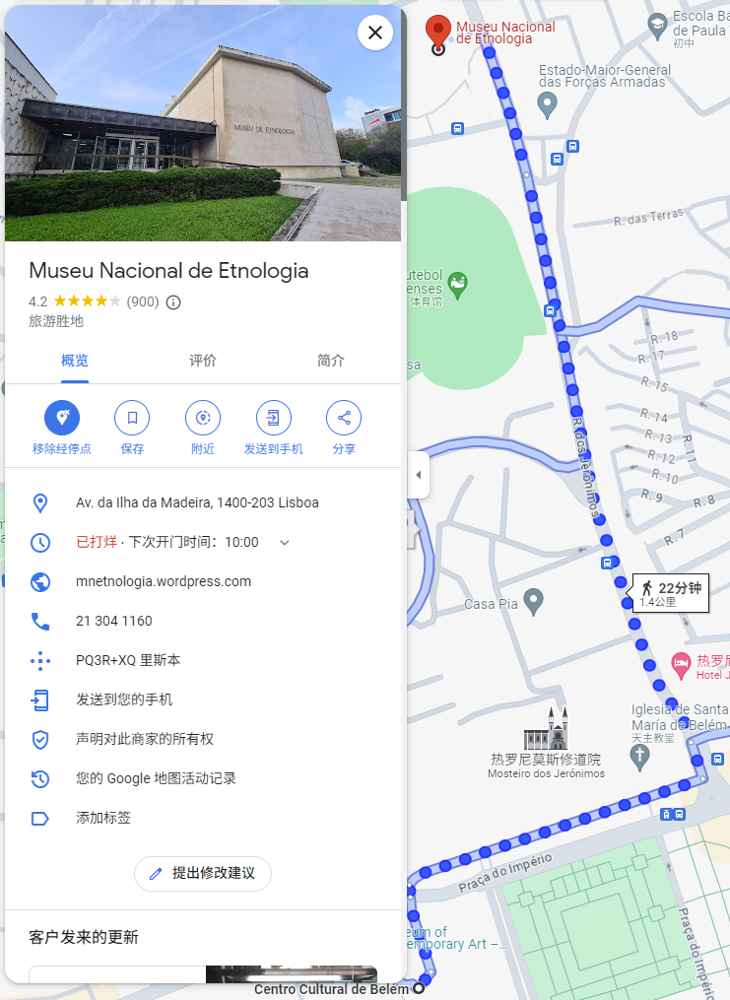 MUSEU DE ETNOLOGIA
Museu Nacional de Etnologia
4.2
(900)
旅游胜地
概览
评价
简介
移除经停点
保存
附近
发送到手机
分享
Av. da Ilha da Madeira, 1400-203 Lisboa
已打烊 · 下次开门时间：10:00
mnetnologia.wordpress.com
21 304 1160
PQ3R+XQ 里斯本
发送到您的手机
声明对此商家的所有权
您的 Google 地图活动记录
添加标签
提出修改建议
客户发来的更新
Museu Nacional
de Etnologia
Escola Bá
de Paula
初中
Estado-Maior-General
das Forças Armadas
R. das Terras
utebol
enses
体育馆
sa
R. 18
R. 17
R. 15
R. 14
R. 13
R. 12
R. 11
R. 10
R. 9
R. 8
R. 7
R. dos Jerónimos
22分钟
1.4公里
Casa Pia
热罗尼
Hotel J
Iglesia de Santa
María de Belém
天主教堂
热罗尼莫斯修道院
Mosteiro dos Jerónimos
Praça do Império
Praça do Império
eum of
emporary Art –...
Centro Cultural de Belém